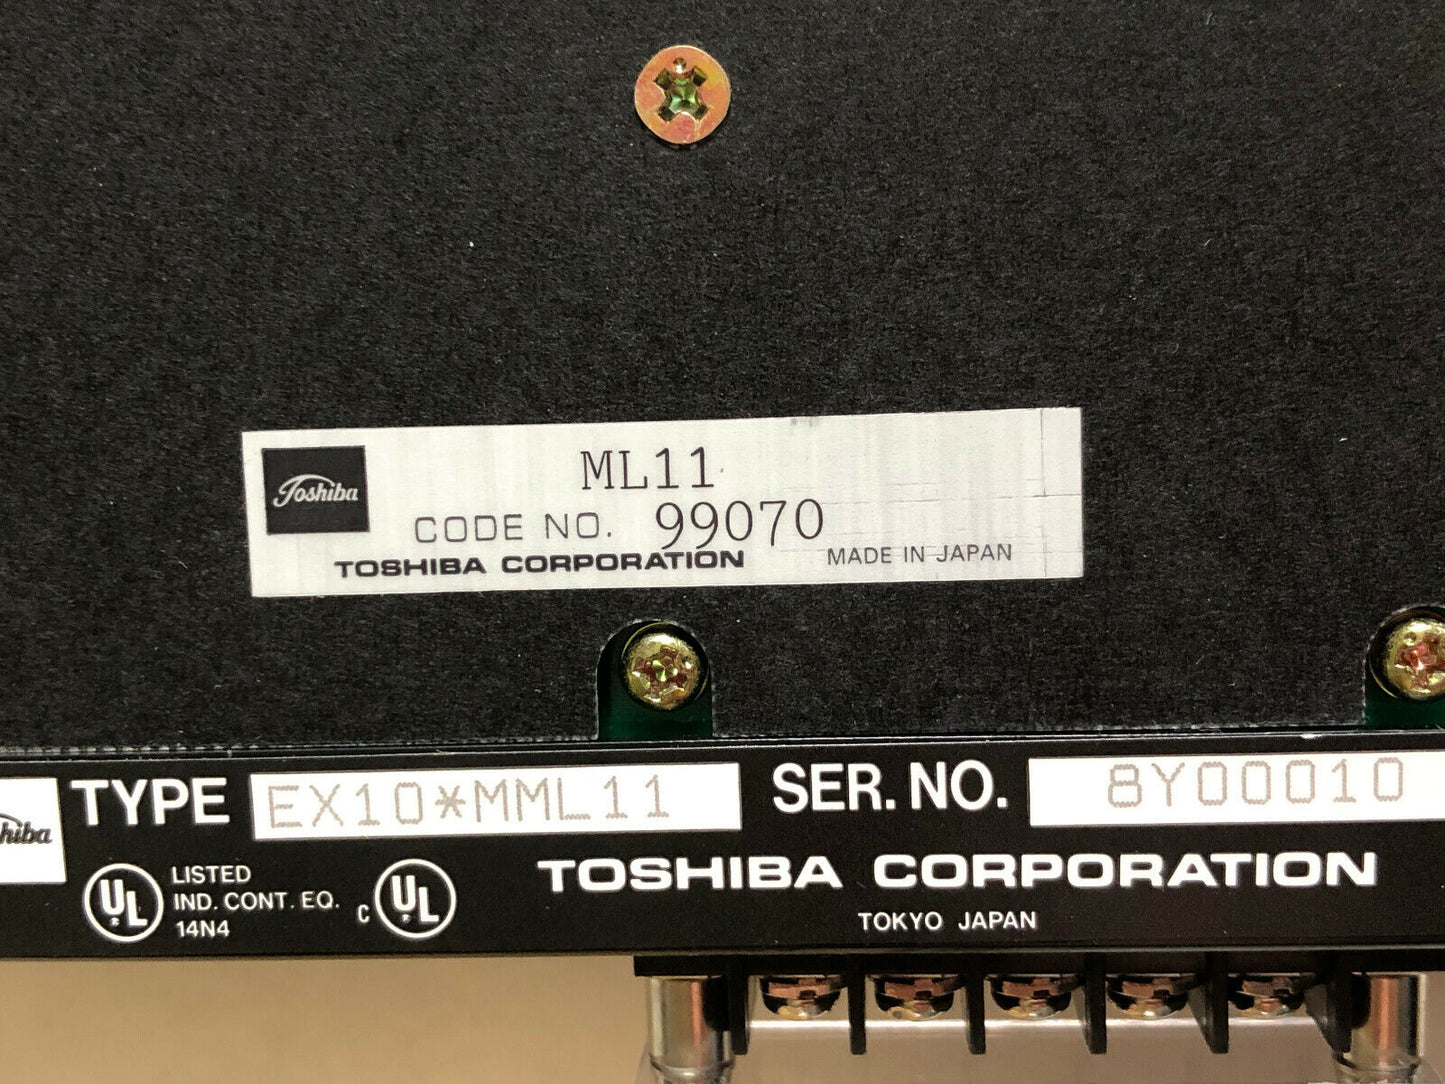 Toshiba
ML11
CODE NO. 99070
TOSHIBA CORPORATION MADE IN JAPAN
TYPE EX10*MML11 SER. NO. 8Y00010
hiba
UL LISTED
IND. CONT. EQ.
14N4
C UL
TOSHIBA CORPORATION
TOKYO JAPAN